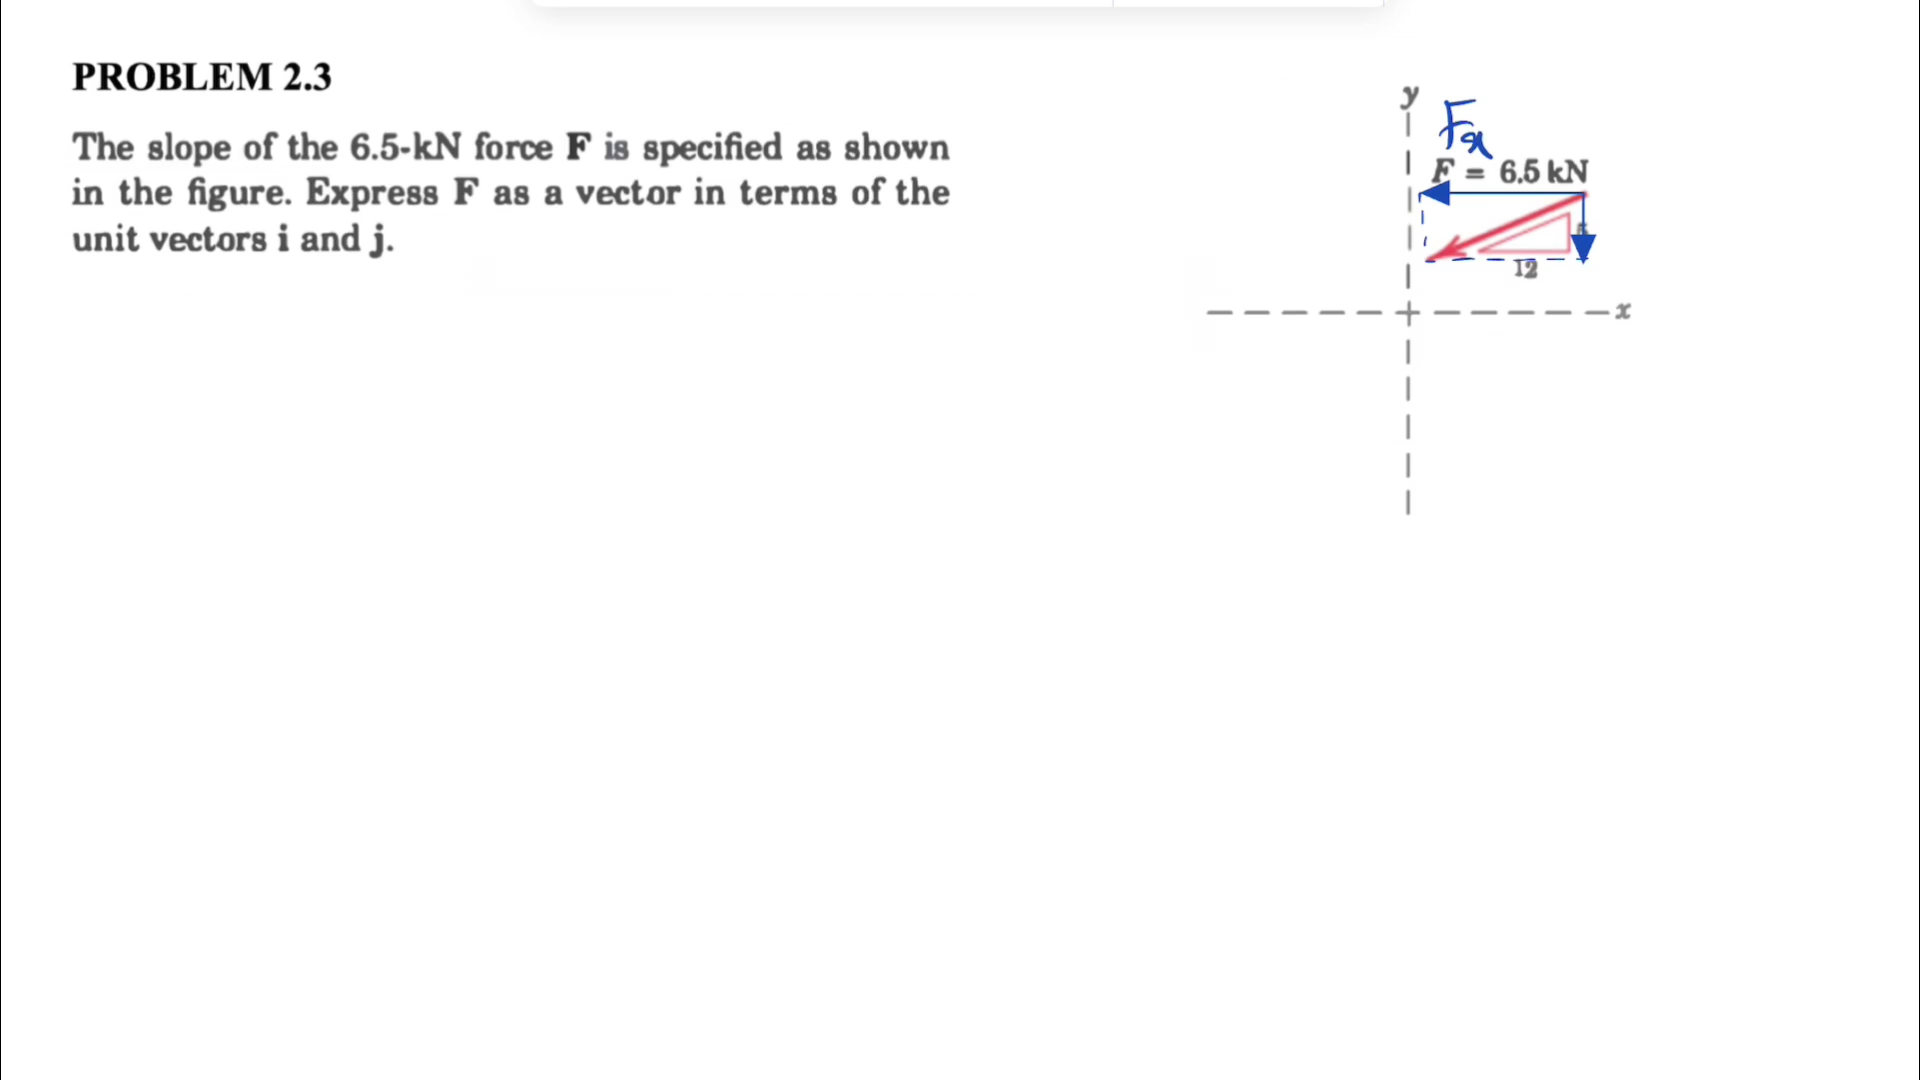 PROBLEM 2.3
The slope of the 6.5-kN force F is specified as shown
in the figure. Express F as a vector in terms of the
unit vectors i and j.
y
Fx
F = 6.5 kN
12
x